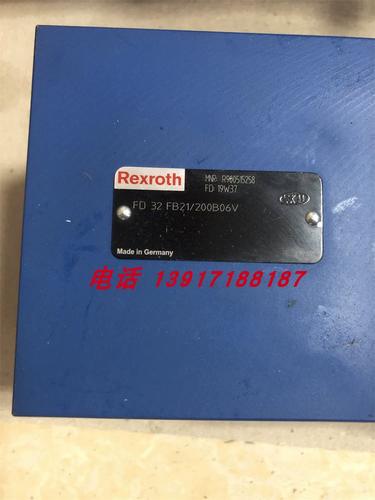 Rexroth
MNR: R900515258
FD: 19W37
FD 32 FB21/200B06V
Made in Germany
电话 13917188187